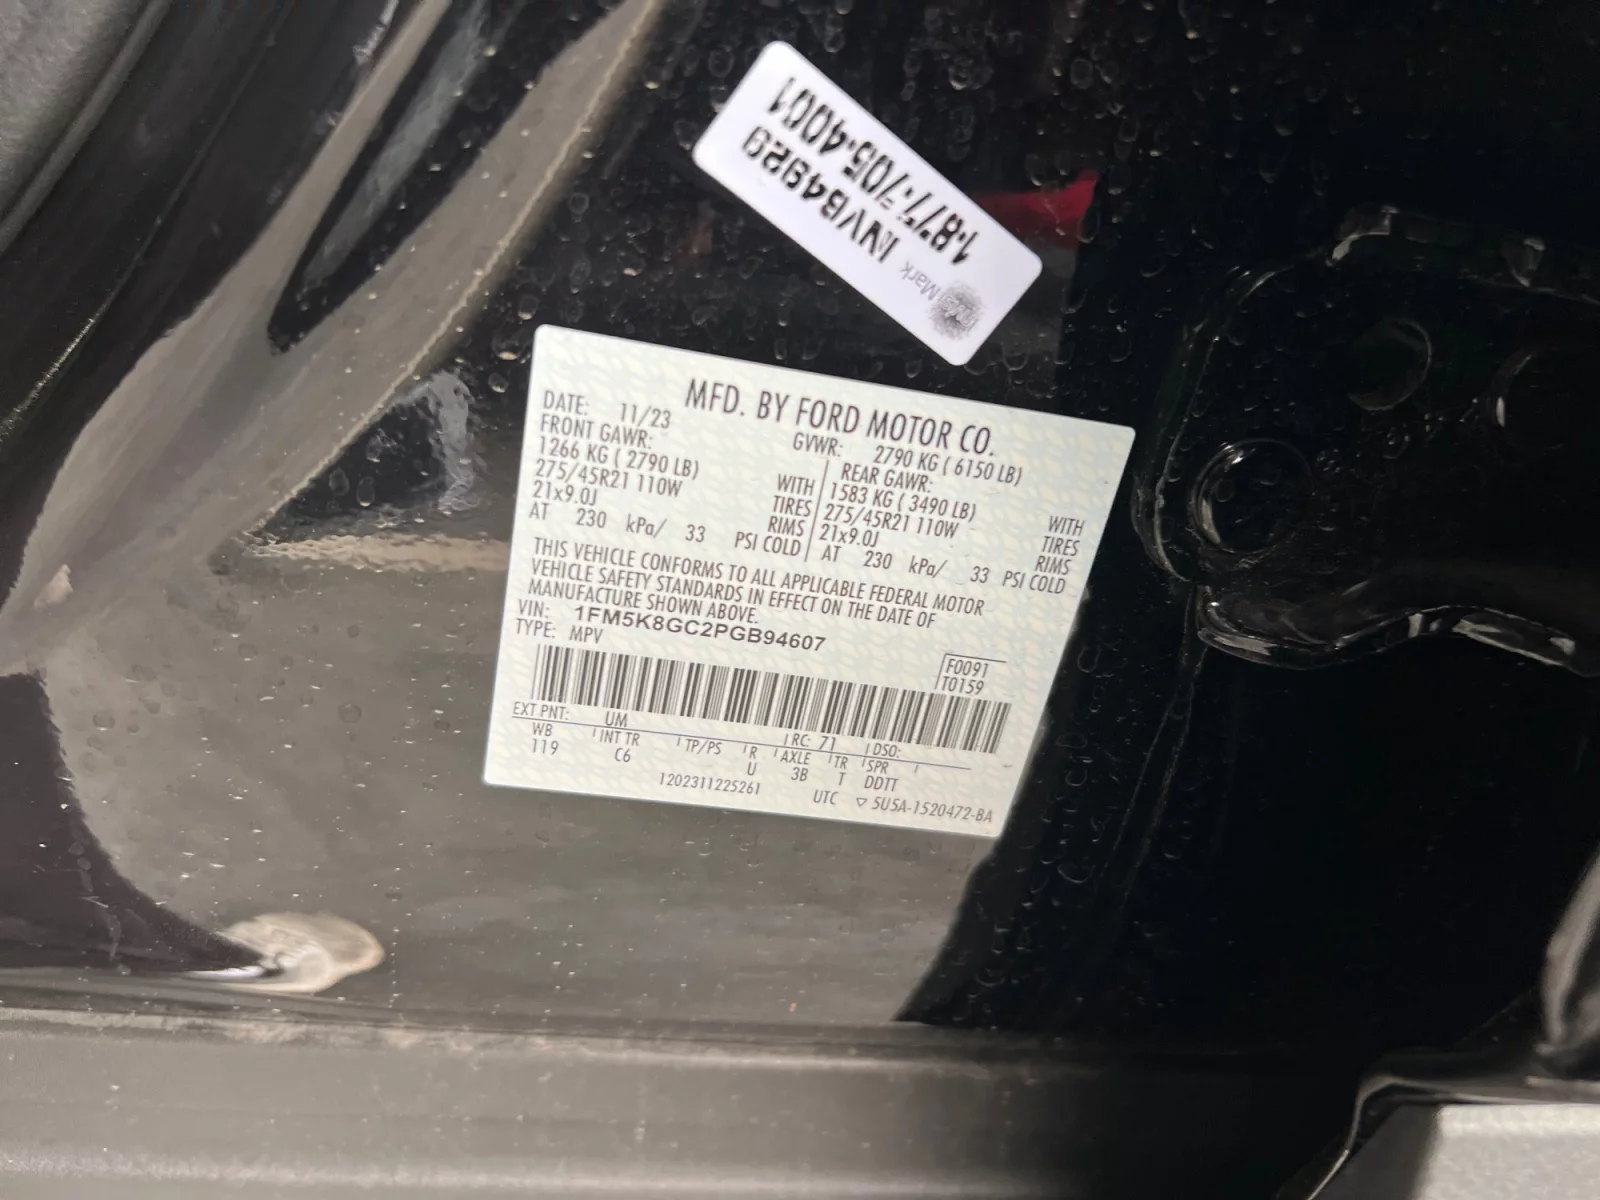 1.877.705.4001
INVB4929
Mark
MFD. BY FORD MOTOR CO.
DATE: 11/23 GVWR: 2790 KG ( 6150 LB)
FRONT GAWR: REAR GAWR:
1266 KG ( 2790 LB) WITH 1583 KG ( 3490 LB) WITH
275/45R21 110W TIRES 275/45R21 110W TIRES
21x9.0J RIMS 21x9.0J RIMS
AT 230 kPa/ 33 PSI COLD AT 230 kPa/ 33 PSI COLD
THIS VEHICLE CONFORMS TO ALL APPLICABLE FEDERAL MOTOR
VEHICLE SAFETY STANDARDS IN EFFECT ON THE DATE OF
MANUFACTURE SHOWN ABOVE.
VIN: 1FM5K8GC2PGB94607
TYPE: MPV
F0091
T0159
EXT PNT: UM RC: 71 DSO:
WB INT TR TP/PS R AXLE TR SPR
119 C6 U 3B T DDTT
1202311225261 UTC ▽ 5U5A-1520472-BA